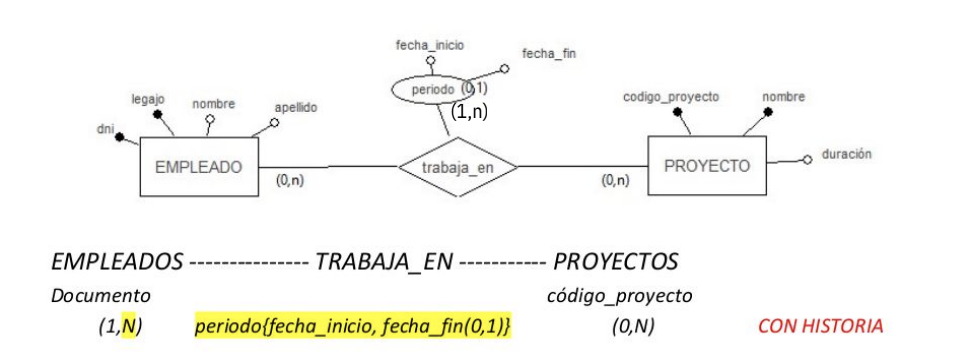 fecha_inicio
fecha_fin
periodo (0,1)
(1,n)
legajo
nombre
apellido
dni
EMPLEADO
(0,n)
trabaja_en
(0,n)
codigo_proyecto
nombre
PROYECTO
duración
EMPLEADOS --------------- TRABAJA_EN ----------- PROYECTOS
Documento código_proyecto
(1,N) periodo{fecha_inicio, fecha_fin(0,1)} (0,N) CON HISTORIA